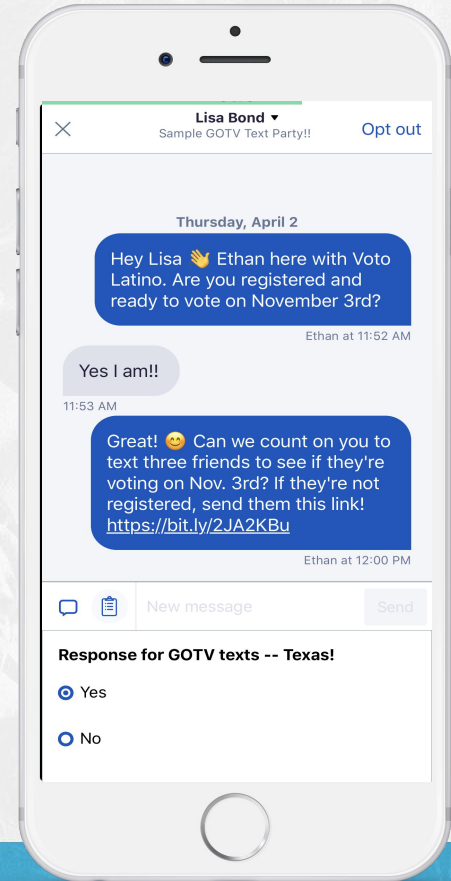 Lisa Bond ▾
Sample GOTV Text Party!!
Opt out
Thursday, April 2
Hey Lisa 👋 Ethan here with Voto
Latino. Are you registered and
ready to vote on November 3rd?
Ethan at 11:52 AM
Yes I am!!
11:53 AM
Great! 😊 Can we count on you to
text three friends to see if they're
voting on Nov. 3rd? If they're not
registered, send them this link!
https://bit.ly/2JA2KBu
Ethan at 12:00 PM
New message
Send
Response for GOTV texts -- Texas!
Yes
No